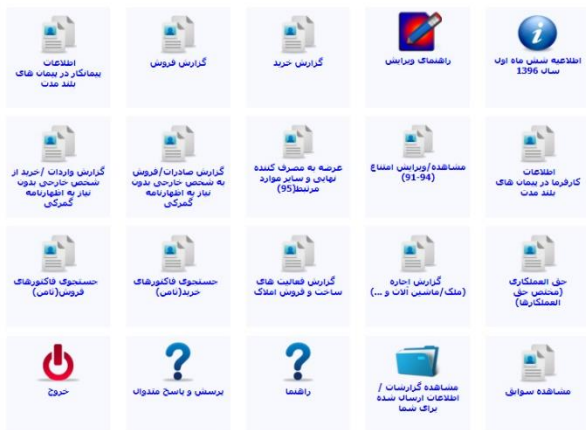 اطلاعیه شش ماه اول
سال 1396
راهنمای ویرایش
گزارش خرید
گزارش فروش
اطلاعات
پیمانکار در پیمان های
بلند مدت
اطلاعات
کارفرما در پیمان های
بلند مدت
مشاهده/ویرایش امتناع
(91-94)
عرضه به مصرف کننده
نهایی و سایر موارد
مرتبط(95)
گزارش صادرات/فروش
به شخص خارجی بدون
نیاز به اظهارنامه
گمرکی
گزارش واردات /خرید از
شخص خارجی بدون
نیاز به اظهارنامه
گمرکی
حق العملکاری
(مختص حق
العملکارها)
گزارش اجاره
(ملک/ماشین آلات و ...)
گزارش فعالیت های
ساخت و فروش املاک
جستجوی فاکتورهای
خرید(ثامن)
جستجوی فاکتورهای
فروش(ثامن)
مشاهده سوابق
مشاهده گزارشات /
اطلاعات ارسال شده
برای شما
راهنما
پرسش و پاسخ متداول
خروج